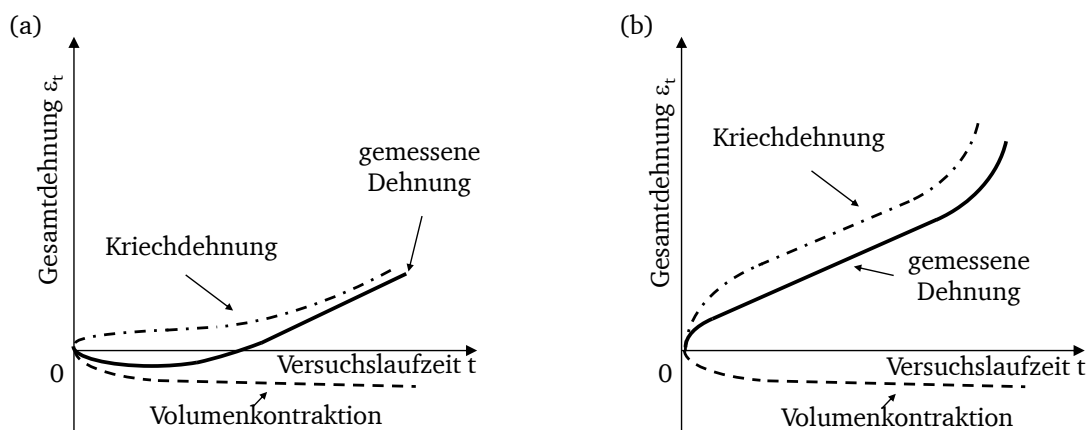 (a)
Gesamtdehnung εt
gemessene
Dehnung
Kriechdehnung
0
Versuchslaufzeit t
Volumenkontraktion
(b)
Gesamtdehnung εt
Kriechdehnung
gemessene
Dehnung
0
Versuchslaufzeit t
Volumenkontraktion